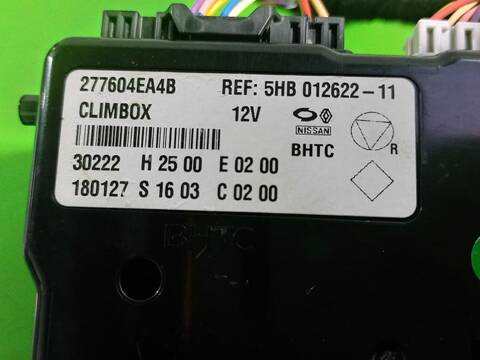 277604EA4B REF: 5HB 012622-11
CLIMBOX 12V
NISSAN
BHTC R
30222 H 25 00 E 02 00
180127 S 16 03 C 02 00
BHTC